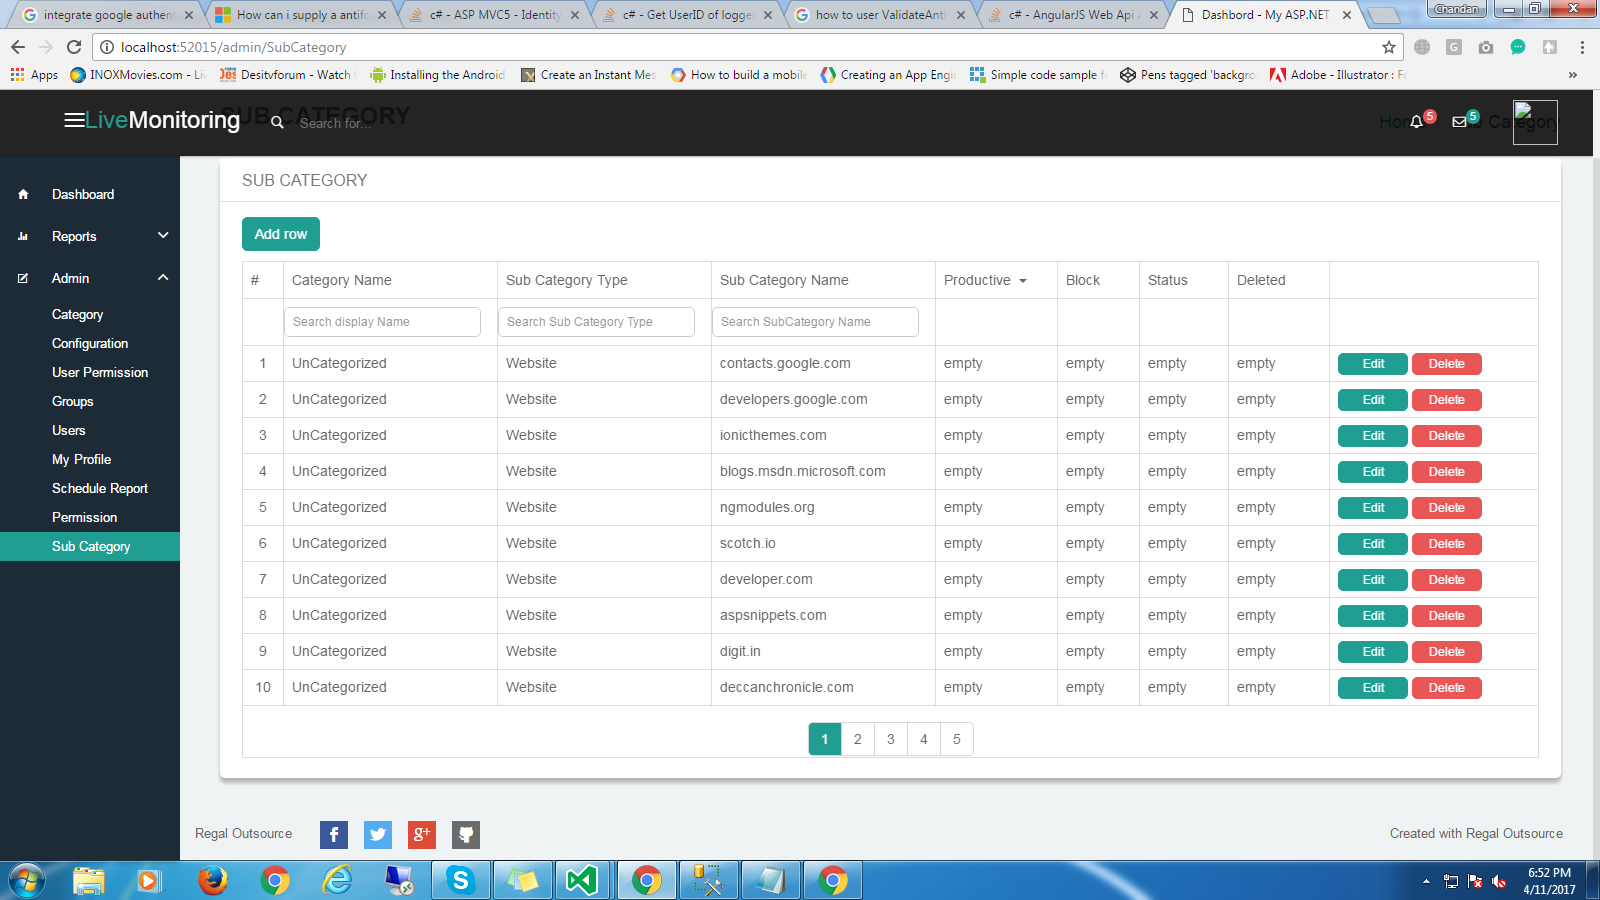 integrate google authent
How can i supply a antifo
c# - ASP MVC5 - Identity
c# - Get UserID of logge
how to user ValidateAnti
c# - AngularJS Web Api
Dashbord - My ASP.NET
Chandan
localhost:52015/admin/SubCategory
Apps
INOXMovies.com - Liv
Desitvforum - Watch
Installing the Android
Create an Instant Mes
How to build a mobile
Creating an App Engi
Simple code sample f
Pens tagged 'backgro
Adobe - Illustrator : Fo
»
LiveMonitoring
SUB CATEGORY
Search for...
Home
5
5
Sub Category
Dashboard
Reports
Admin
Category
Configuration
User Permission
Groups
Users
My Profile
Schedule Report
Permission
Sub Category
SUB CATEGORY
Add row
# Category Name Sub Category Type Sub Category Name Productive Block Status Deleted
Search display Name Search Sub Category Type Search SubCategory Name
1 UnCategorized Website contacts.google.com empty empty empty empty Edit Delete
2 UnCategorized Website developers.google.com empty empty empty empty Edit Delete
3 UnCategorized Website ionicthemes.com empty empty empty empty Edit Delete
4 UnCategorized Website blogs.msdn.microsoft.com empty empty empty empty Edit Delete
5 UnCategorized Website ngmodules.org empty empty empty empty Edit Delete
6 UnCategorized Website scotch.io empty empty empty empty Edit Delete
7 UnCategorized Website developer.com empty empty empty empty Edit Delete
8 UnCategorized Website aspsnippets.com empty empty empty empty Edit Delete
9 UnCategorized Website digit.in empty empty empty empty Edit Delete
10 UnCategorized Website deccanchronicle.com empty empty empty empty Edit Delete
1 2 3 4 5
Regal Outsource
Created with Regal Outsource
6:52 PM
4/11/2017